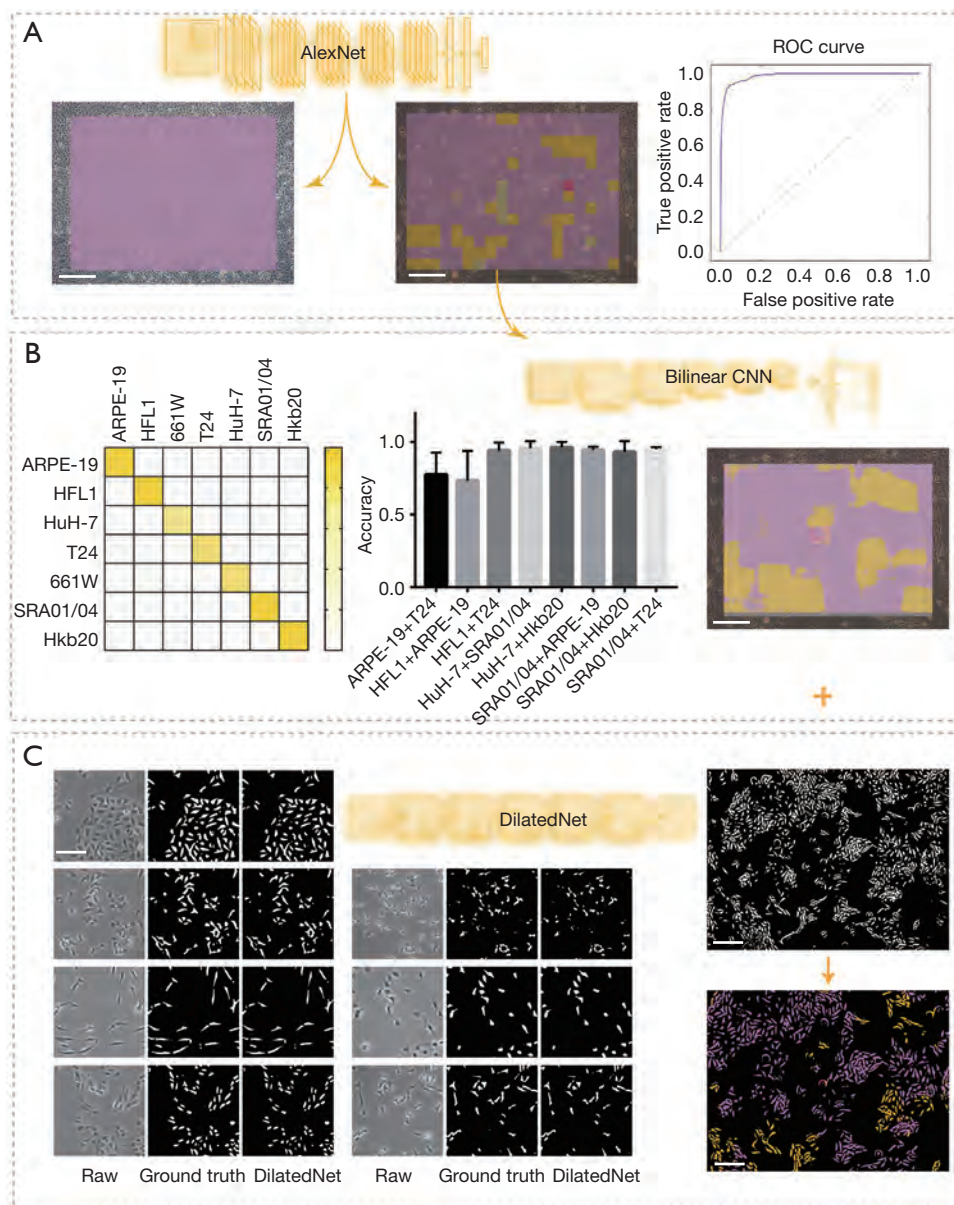 A
AlexNet
ROC curve
True positive rate
1.0
0.8
0.6
0.4
0.2
0.0
0.0 0.2 0.4 0.6 0.8 1.0
False positive rate
B
ARPE-19
HFL1
661W
T24
HuH-7
SRA01/04
Hkb20
ARPE-19
HFL1
HuH-7
T24
661W
SRA01/04
Hkb20
Accuracy
1.0
0.5
0.0
ARPE-19+T24
HFL1+ARPE-19
HFL1+T24
HuH-7+SRA01/04
HuH-7+Hkb20
SRA01/04+ARPE-19
SRA01/04+Hkb20
SRA01/04+T24
Bilinear CNN
+
C
DilatedNet
Raw Ground truth DilatedNet
Raw Ground truth DilatedNet